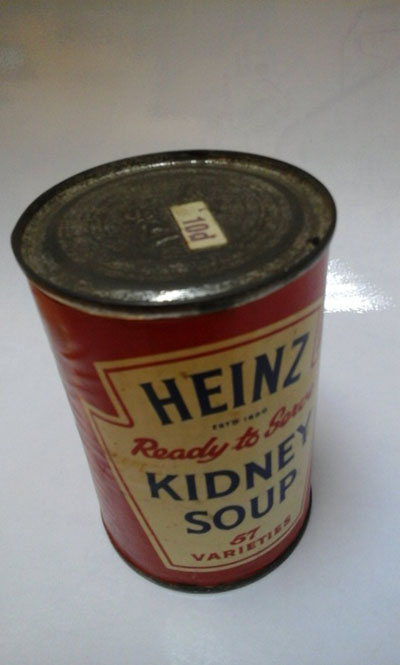 10d
HEINZ
ESTD 1869
Ready to Serve
KIDNEY
SOUP
57
VARIETIES